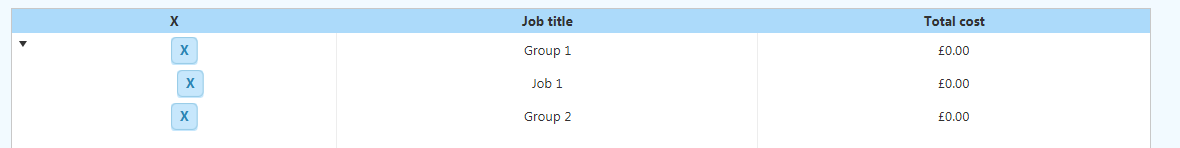 X Job title Total cost
X Group 1 £0.00
X Job 1 £0.00
X Group 2 £0.00